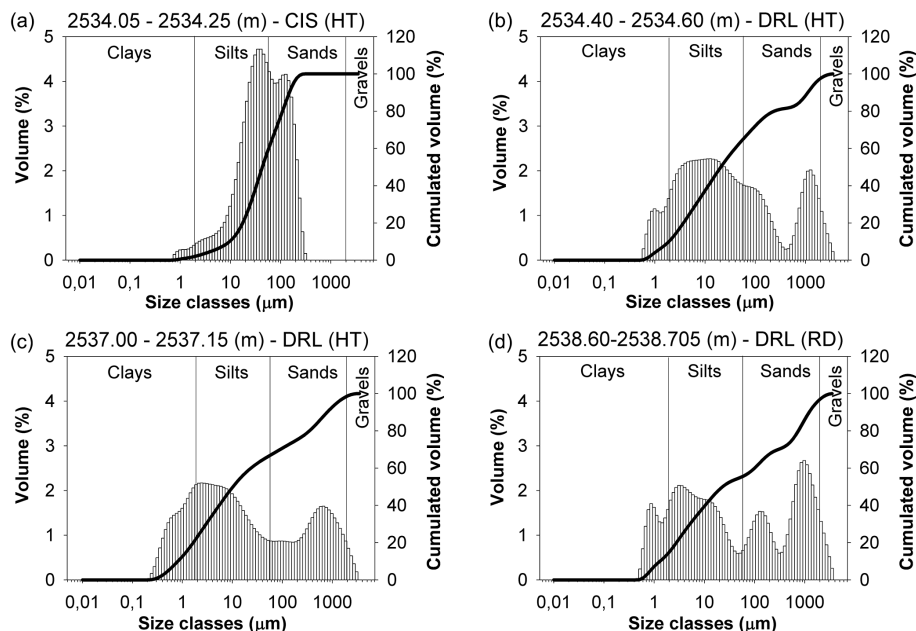 (a) 2534.05 - 2534.25 (m) - CIS (HT)
Clays Silts Sands Gravels
5 4 3 2 1 0
Volume (%)
120 100 80 60 40 20 0
Cumulated volume (%)
0,01 0,1 1 10 100 1000
Size classes (μm)
(b) 2534.40 - 2534.60 (m) - DRL (HT)
Clays Silts Sands Gravels
5 4 3 2 1 0
Volume (%)
120 100 80 60 40 20 0
Cumulated volume (%)
0,01 0,1 1 10 100 1000
Size classes (μm)
(c) 2537.00 - 2537.15 (m) - DRL (HT)
Clays Silts Sands Gravels
5 4 3 2 1 0
Volume (%)
120 100 80 60 40 20 0
Cumulated volume (%)
0,01 0,1 1 10 100 1000
Size classes (μm)
(d) 2538.60-2538.705 (m) - DRL (RD)
Clays Silts Sands Gravels
5 4 3 2 1 0
Volume (%)
120 100 80 60 40 20 0
Cumulated volume (%)
0,01 0,1 1 10 100 1000
Size classes (μm)